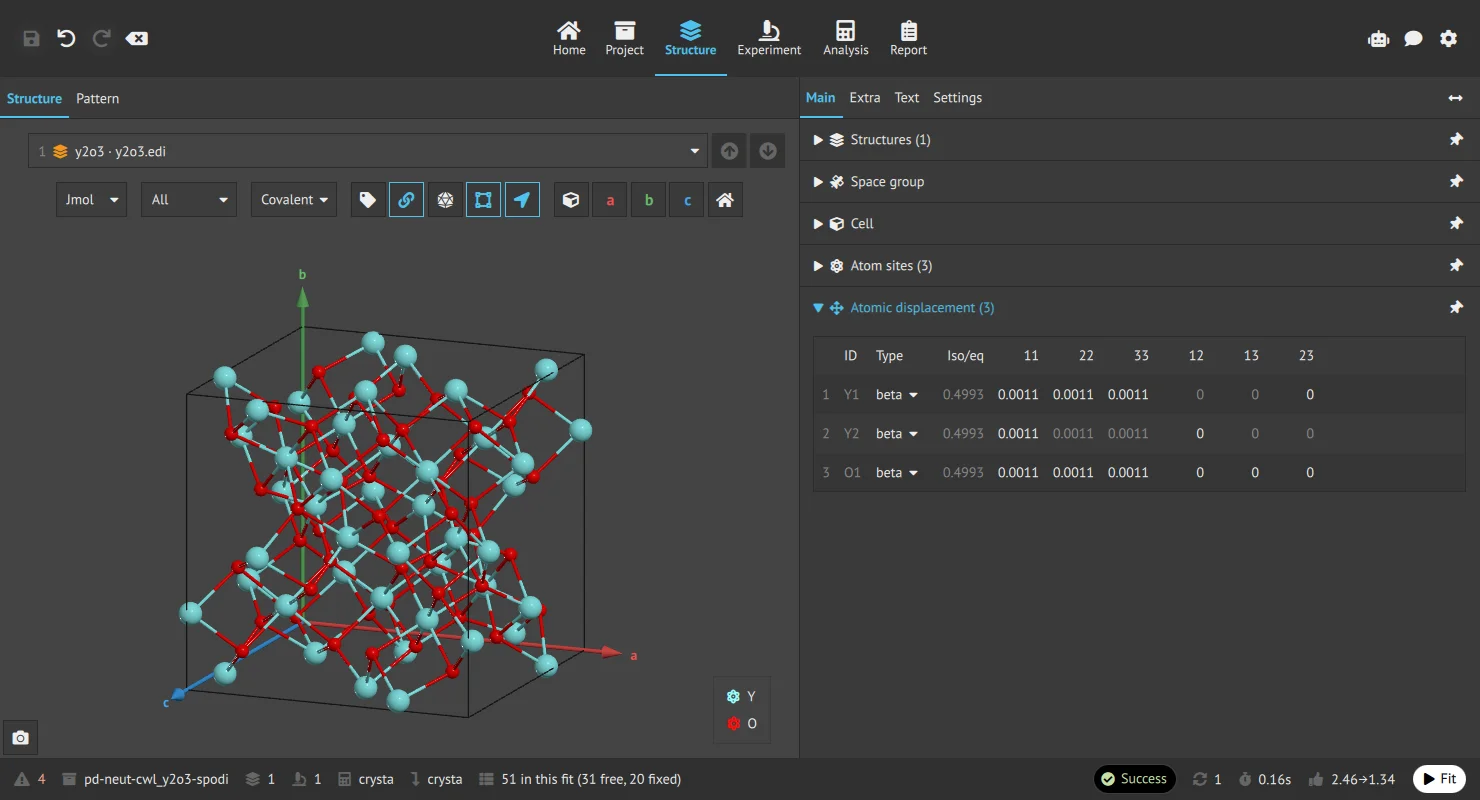 Home Project Structure Experiment Analysis Report
Structure Pattern
Main Extra Text Settings
1 y2o3 · y2o3.edi
Jmol All Covalent a b c
b
a
c
Y
O
Structures (1)
Space group
Cell
Atom sites (3)
Atomic displacement (3)
ID Type Iso/eq 11 22 33 12 13 23
1 Y1 beta 0.4993 0.0011 0.0011 0.0011 0 0 0
2 Y2 beta 0.4993 0.0011 0.0011 0.0011 0 0 0
3 O1 beta 0.4993 0.0011 0.0011 0.0011 0 0 0
4 pd-neut-cwl_y2o3-spodi 1 1 crysta crysta 51 in this fit (31 free, 20 fixed) Success 1 0.16s 2.46→1.34 Fit